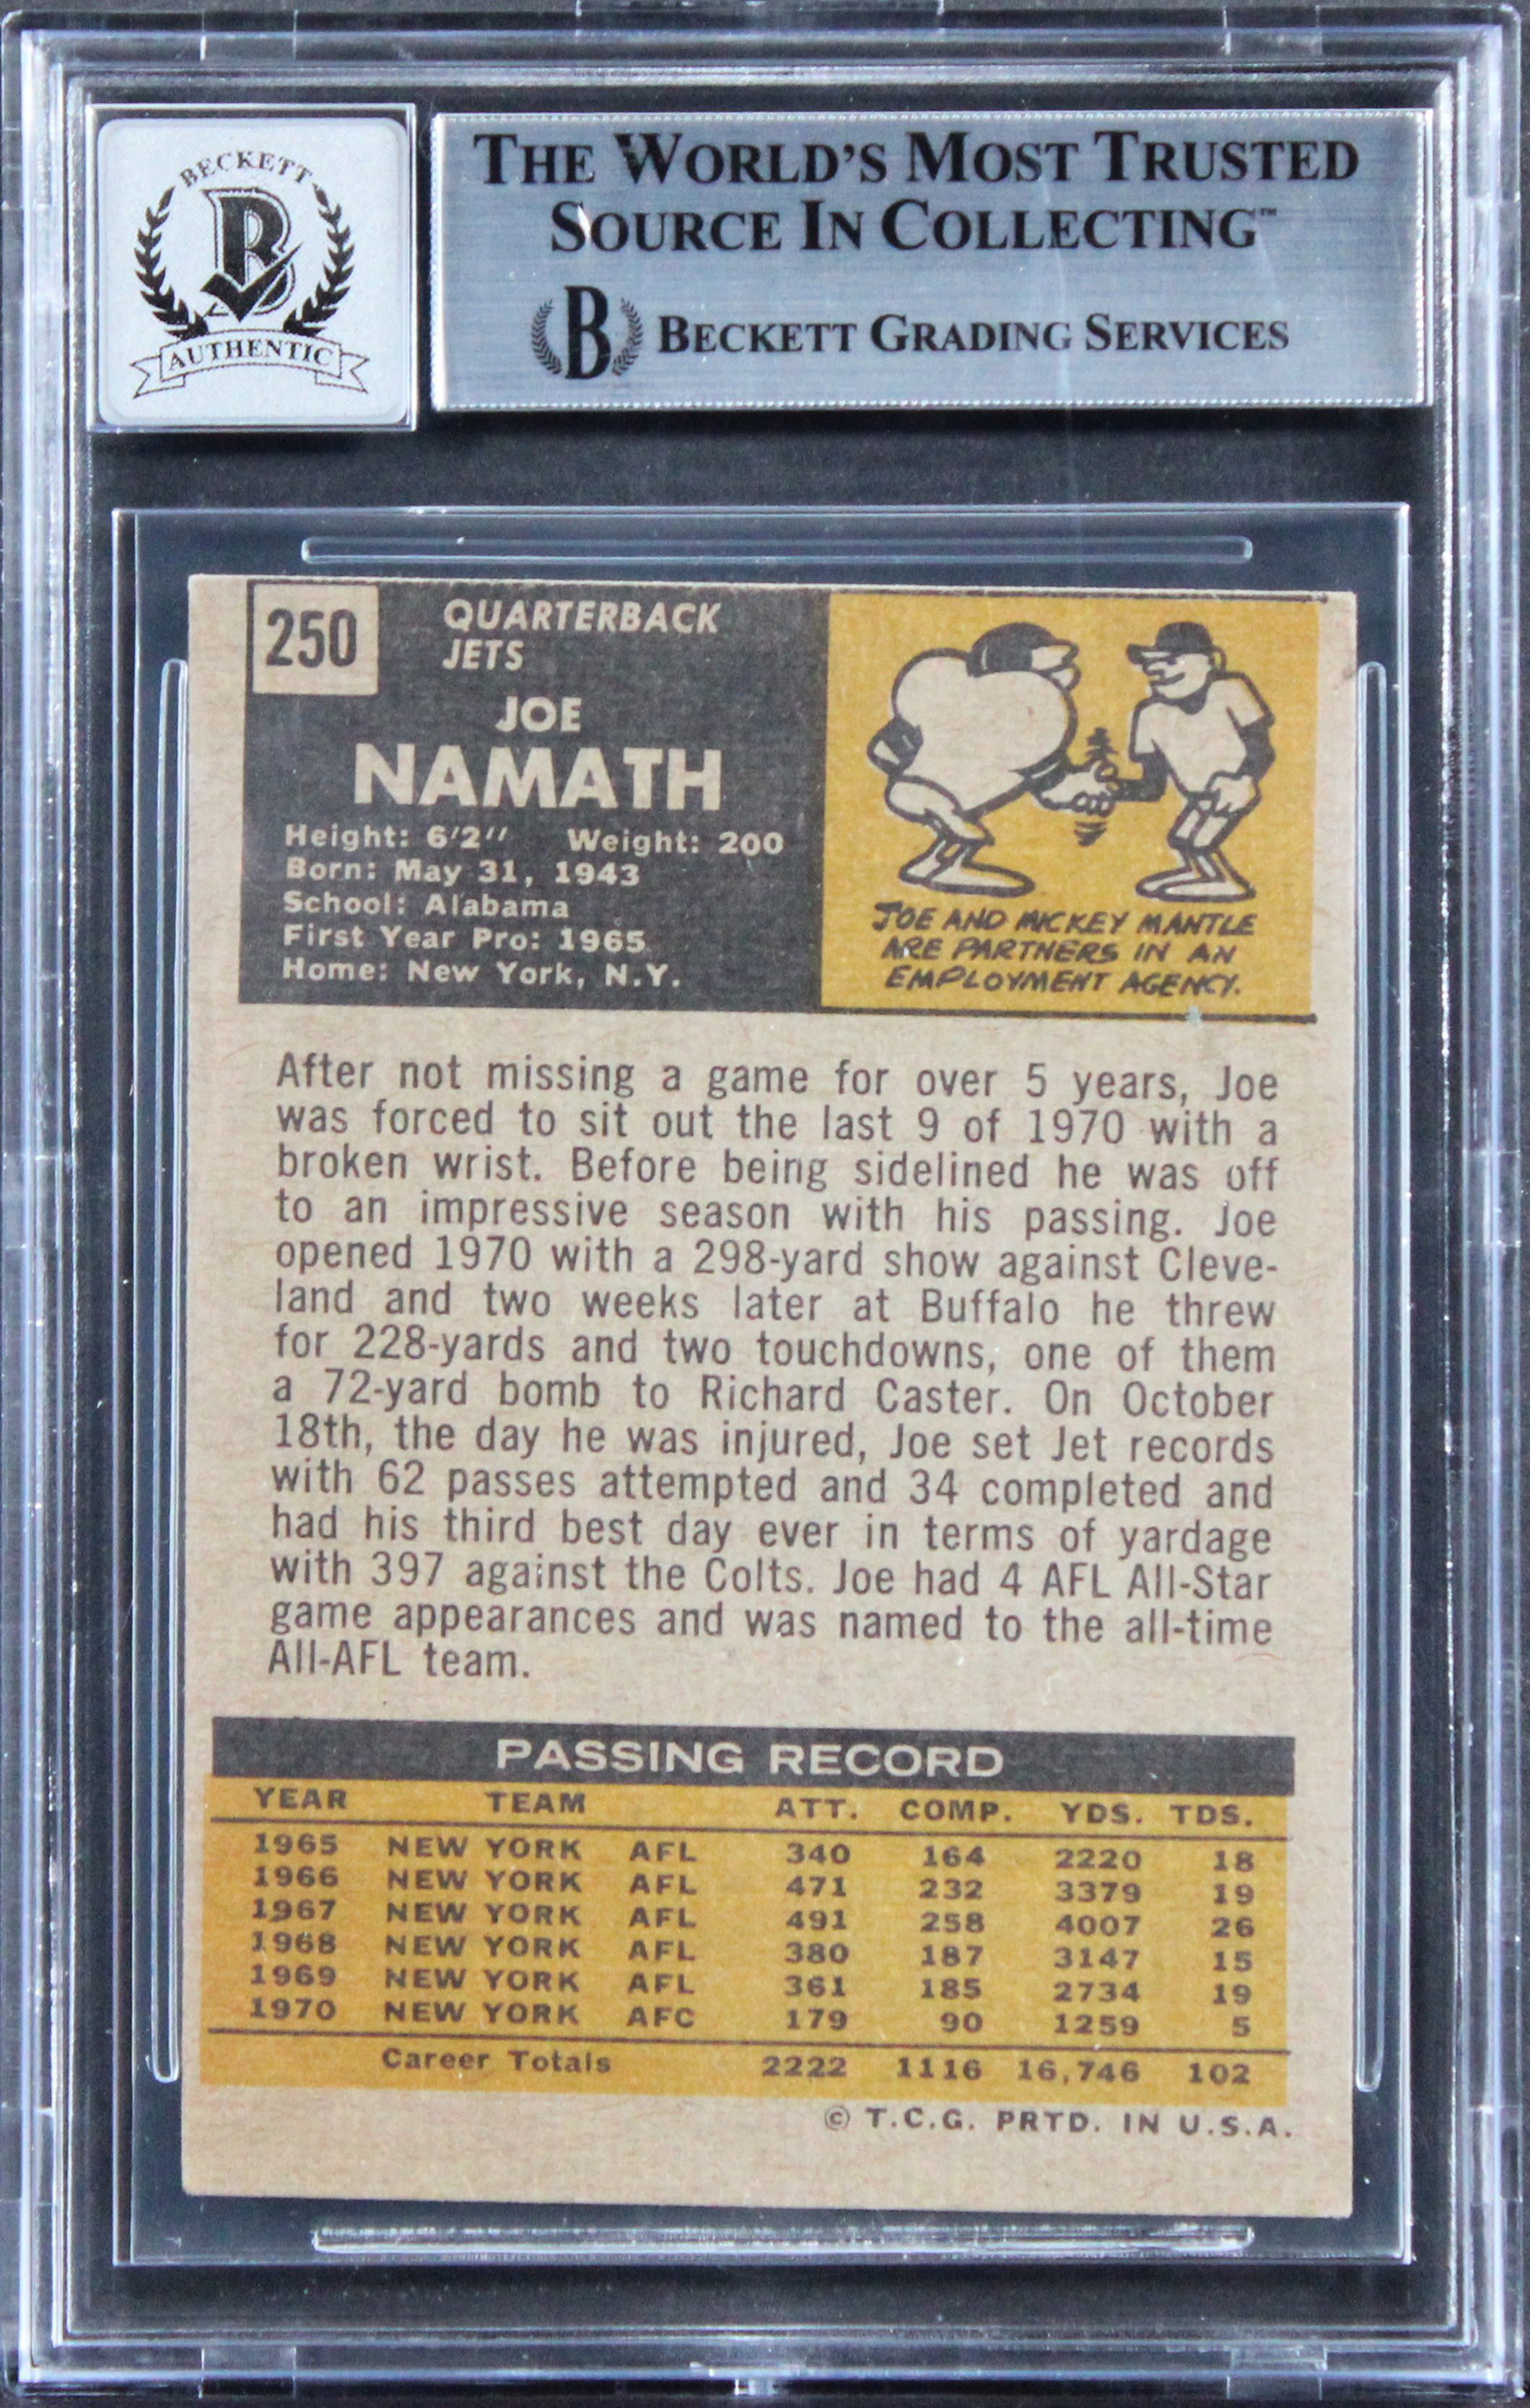 BECKETT
B
AUTHENTIC
THE WORLD'S MOST TRUSTED
SOURCE IN COLLECTING™
B BECKETT GRADING SERVICES
250
QUARTERBACK
JETS
JOE
NAMATH
Height: 6'2'' Weight: 200
Born: May 31, 1943
School: Alabama
First Year Pro: 1965
Home: New York, N.Y.
JOE AND MICKEY MANTLE
ARE PARTNERS IN AN
EMPLOYMENT AGENCY.
After not missing a game for over 5 years, Joe
was forced to sit out the last 9 of 1970 with a
broken wrist. Before being sidelined he was off
to an impressive season with his passing. Joe
opened 1970 with a 298-yard show against Cleve-
land and two weeks later at Buffalo he threw
for 228-yards and two touchdowns, one of them
a 72-yard bomb to Richard Caster. On October
18th, the day he was injured, Joe set Jet records
with 62 passes attempted and 34 completed and
had his third best day ever in terms of yardage
with 397 against the Colts. Joe had 4 AFL All-Star
game appearances and was named to the all-time
All-AFL team.
PASSING RECORD
YEAR TEAM ATT. COMP. YDS. TDS.
1965 NEW YORK AFL 340 164 2220 18
1966 NEW YORK AFL 471 232 3379 19
1967 NEW YORK AFL 491 258 4007 26
1968 NEW YORK AFL 380 187 3147 15
1969 NEW YORK AFL 361 185 2734 19
1970 NEW YORK AFC 179 90 1259 5
Career Totals 2222 1116 16,746 102
© T.C.G. PRTD. IN U.S.A.